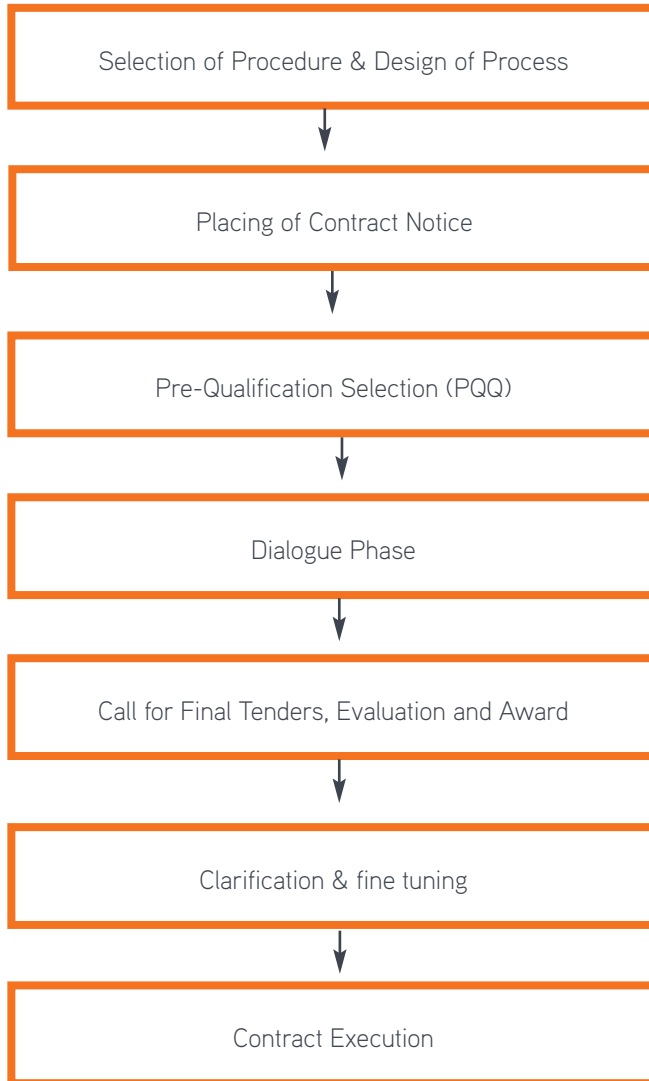 Selection of Procedure & Design of Process
Placing of Contract Notice
Pre-Qualification Selection (PQQ)
Dialogue Phase
Call for Final Tenders, Evaluation and Award
Clarification & fine tuning
Contract Execution